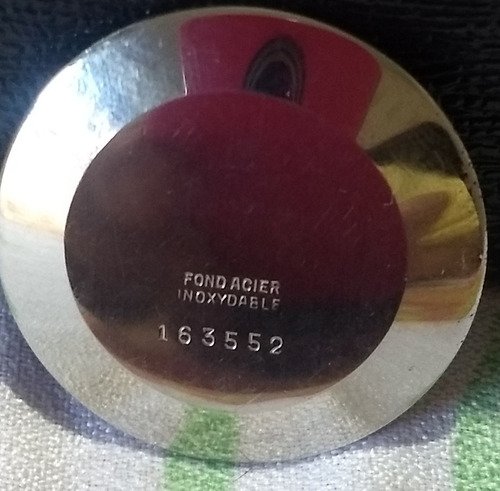 FOND ACIER
INOXYDABLE
163552